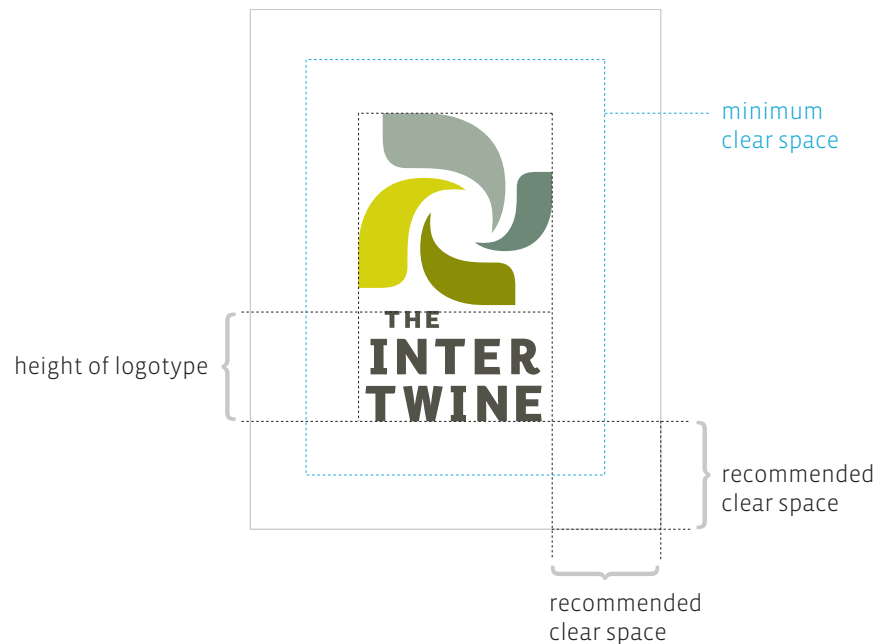 minimum
clear space
THE
INTER
TWINE
height of logotype
recommended
clear space
recommended
clear space